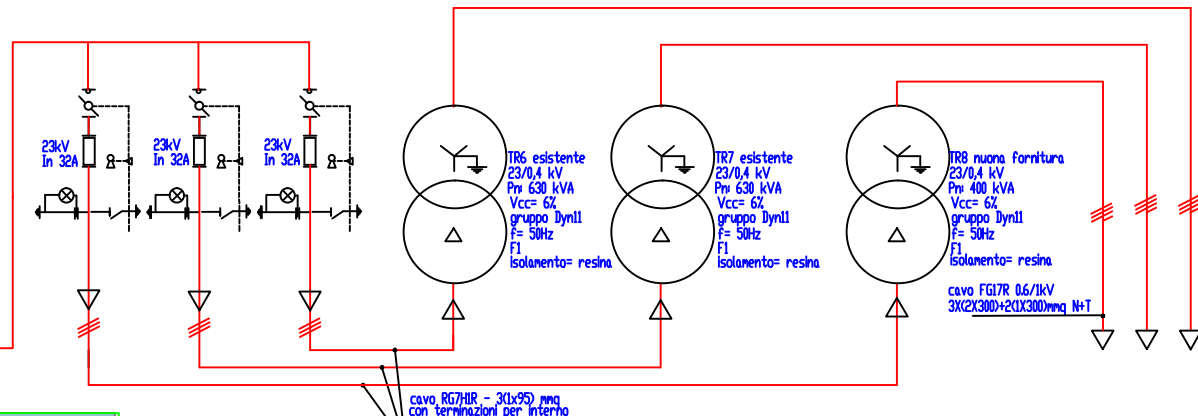 23kV
In 32A
23kV
In 32A
23kV
In 32A
TR6 esistente
23/0,4 kV
Pn: 630 kVA
Vcc= 6%
gruppo Dyn11
f= 50Hz
F1
isolamento= resina
TR7 esistente
23/0,4 kV
Pn: 630 kVA
Vcc= 6%
gruppo Dyn11
f= 50Hz
F1
isolamento= resina
TR8 nuona fornitura
23/0,4 kV
Pn: 400 kVA
Vcc= 6%
gruppo Dyn11
f= 50Hz
F1
isolamento= resina
cavo FG17R 0.6/1kV
3X(2X300)+2(1X300)mmq N+T
cavo RG7H1R - 3(1x95) mmq
con terminazioni per interno